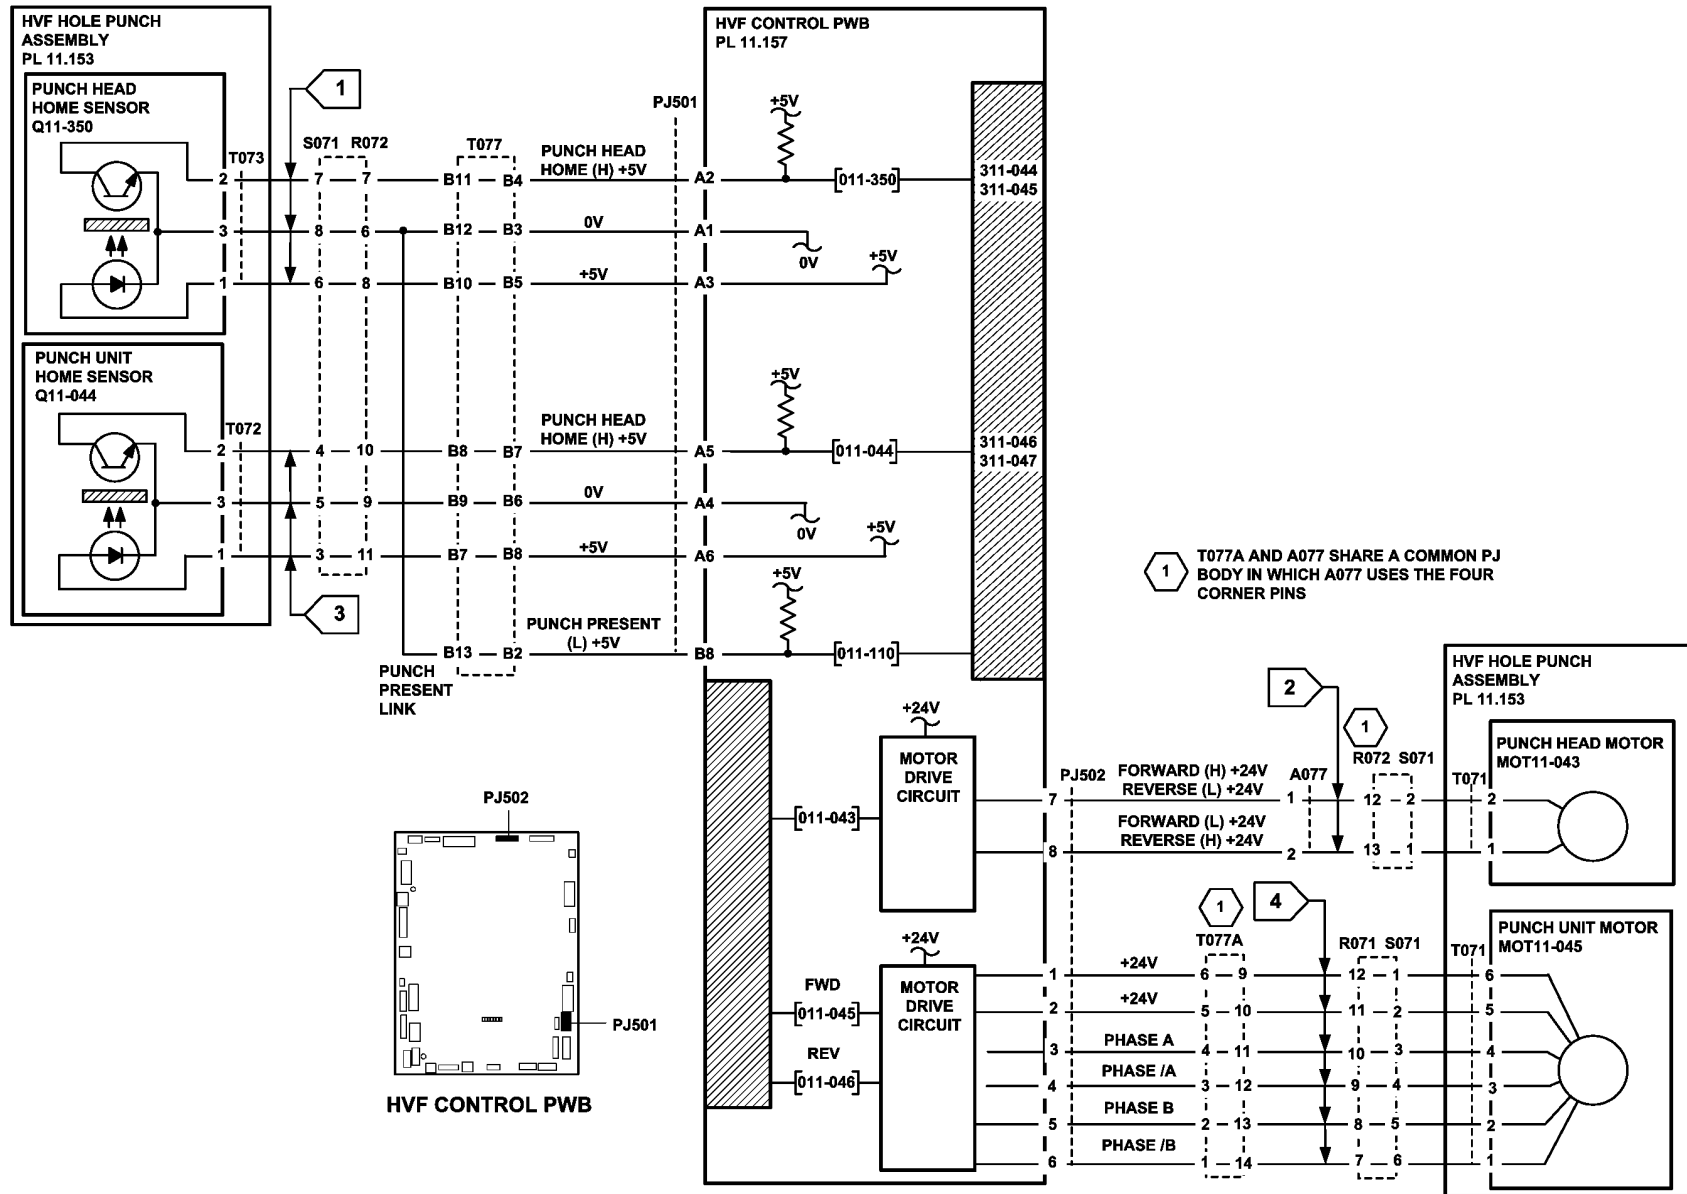 HVF HOLE PUNCH
ASSEMBLY
PL 11.153
PUNCH HEAD
HOME SENSOR
Q11-350
T073
2
3
1
1
S071 R072
7 7
8 6
6 8
T077
B11 B4
B12 B3
B10 B5
PUNCH HEAD
HOME (H) +5V
0V
+5V
PJ501
A2
A1
A3
HVF CONTROL PWB
PL 11.157
+5V
[011-350]
0V
+5V
311-044
311-045
PUNCH UNIT
HOME SENSOR
Q11-044
T072
2
3
1
4 10
5 9
3 11
3
B8 B7
B9 B6
B7 B8
PUNCH HEAD
HOME (H) +5V
0V
+5V
A5
A4
A6
+5V
[011-044]
0V
+5V
311-046
311-047
PUNCH
PRESENT
LINK
B13 B2
PUNCH PRESENT
(L) +5V
B8
+5V
[011-110]
1
T077A AND A077 SHARE A COMMON PJ
BODY IN WHICH A077 USES THE FOUR
CORNER PINS
+24V
MOTOR
DRIVE
CIRCUIT
[011-043]
PJ502
7
8
FORWARD (H) +24V
REVERSE (L) +24V
FORWARD (L) +24V
REVERSE (H) +24V
A077
1
2
2
1
R072 S071
12 2
13 1
T071
2
1
HVF HOLE PUNCH
ASSEMBLY
PL 11.153
PUNCH HEAD MOTOR
MOT11-043
+24V
MOTOR
DRIVE
CIRCUIT
FWD
[011-045]
REV
[011-046]
1
2
3
4
5
6
+24V
+24V
PHASE A
PHASE /A
PHASE B
PHASE /B
1
T077A
6 9
5 10
4 11
3 12
2 13
1 14
4
R071 S071
12 1
11 2
10 3
9 4
8 5
7 6
T071
6
5
4
3
2
1
PUNCH UNIT MOTOR
MOT11-045
PJ502
PJ501
HVF CONTROL PWB